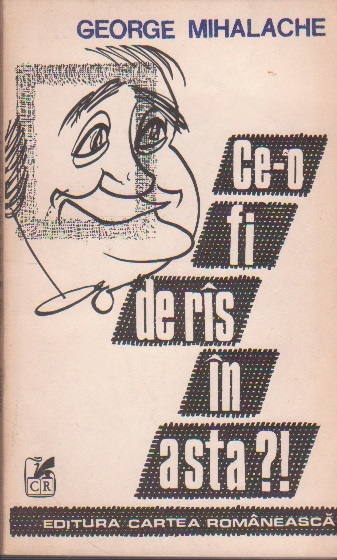 GEORGE MIHALACHE
Ce-o
fi
de rîs
în
asta?!
CR
EDITURA CARTEA ROMÂNEASCĂ